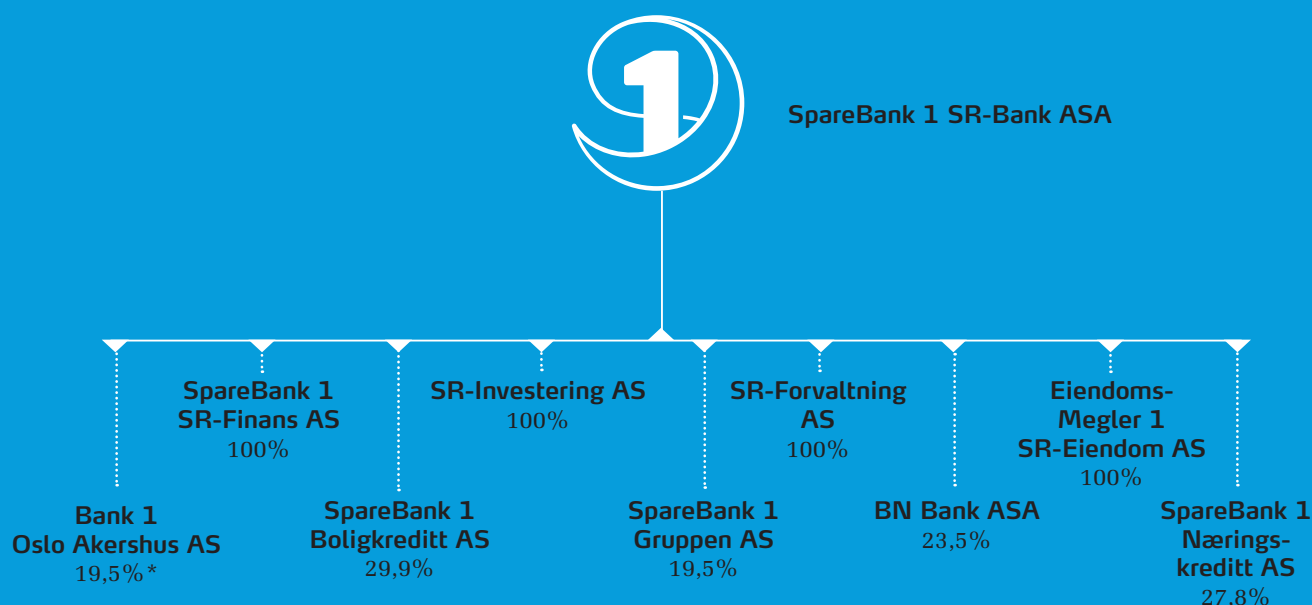 1
SpareBank 1 SR-Bank ASA
SpareBank 1
SR-Finans AS
100%
SR-Investering AS
100%
SR-Forvaltning
AS
100%
Eiendoms-
Megler 1
SR-Eiendom AS
100%
Bank 1
Oslo Akershus AS
19,5%*
SpareBank 1
Boligkreditt AS
29,9%
SpareBank 1
Gruppen AS
19,5%
BN Bank ASA
23,5%
SpareBank 1
Nærings-
kreditt AS
27,8%